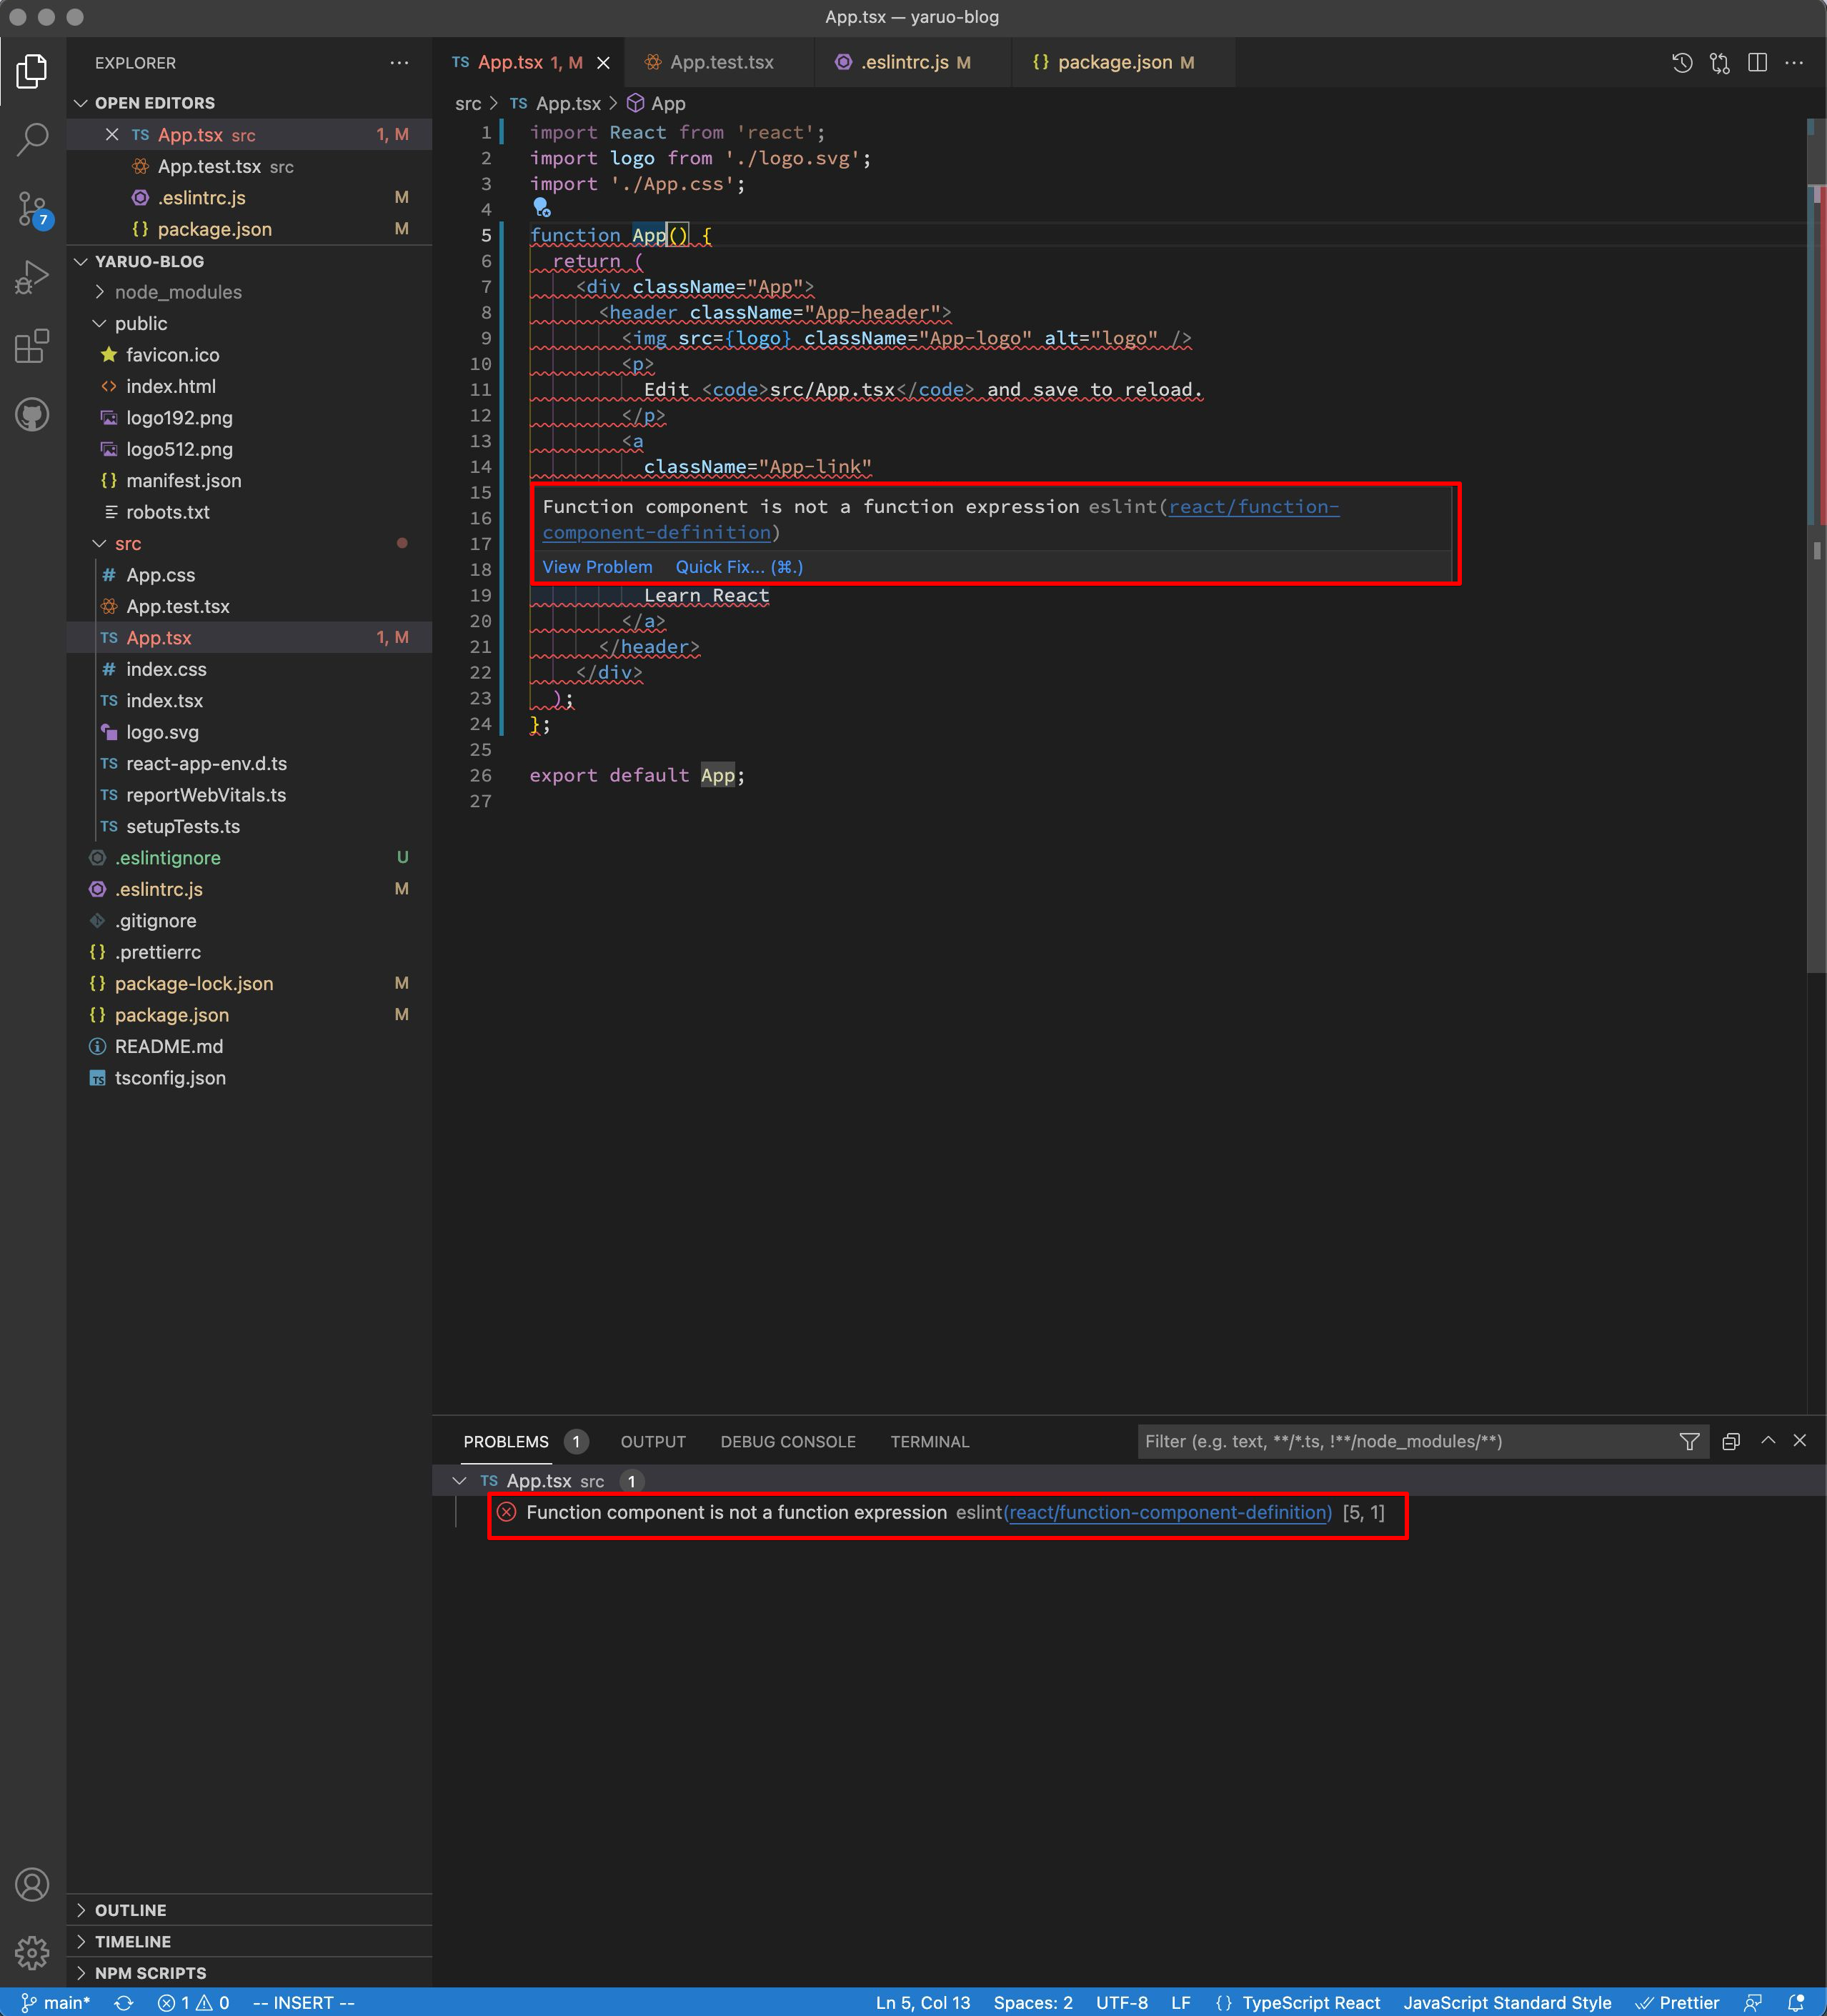 App.tsx — yaruo-blog
EXPLORER
OPEN EDITORS
TS App.tsx src 1, M
App.test.tsx src
.eslintrc.js M
{} package.json M
YARUO-BLOG
node_modules
public
favicon.ico
<> index.html
logo192.png
logo512.png
{} manifest.json
robots.txt
src
# App.css
App.test.tsx
TS App.tsx 1, M
# index.css
TS index.tsx
logo.svg
TS react-app-env.d.ts
TS reportWebVitals.ts
TS setupTests.ts
.eslintignore U
.eslintrc.js M
.gitignore
{} .prettierrc
{} package-lock.json M
{} package.json M
README.md
TS tsconfig.json
OUTLINE
TIMELINE
NPM SCRIPTS
7
TS App.tsx 1, M
App.test.tsx
.eslintrc.js M
{} package.json M
src > TS App.tsx > App
1 import React from 'react';
2 import logo from './logo.svg';
3 import './App.css';
4
5 function App() {
6 return (
7 <div className="App">
8 <header className="App-header">
9 <img src={logo} className="App-logo" alt="logo" />
10 <p>
11 Edit <code>src/App.tsx</code> and save to reload.
12 </p>
13 <a
14 className="App-link"
15
16
17
18
Function component is not a function expression eslint(react/function-
component-definition)
View Problem Quick Fix... (⌘.)
19 Learn React
20 </a>
21 </header>
22 </div>
23 );
24 };
25
26 export default App;
27
PROBLEMS 1 OUTPUT DEBUG CONSOLE TERMINAL
Filter (e.g. text, **/*.ts, !**/node_modules/**)
TS App.tsx src 1
Function component is not a function expression eslint(react/function-component-definition) [5, 1]
main* 1 0 -- INSERT -- Ln 5, Col 13 Spaces: 2 UTF-8 LF {} TypeScript React JavaScript Standard Style Prettier